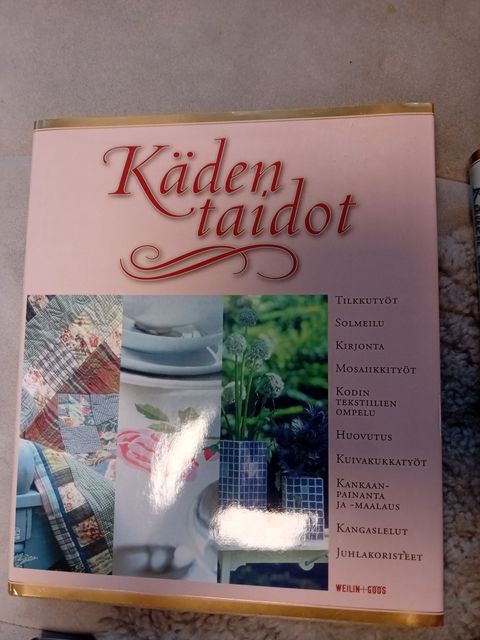 Käden
taidot
Tilkkutyöt
Solmeilu
Kirjonta
Mosaiikkityöt
Kodin
tekstiilien
ompelu
Huovutus
Kuivakukkatyöt
Kankaan-
painanta
ja -maalaus
Kangaslelut
Juhlakoristeet
WEILIN+GÖÖS